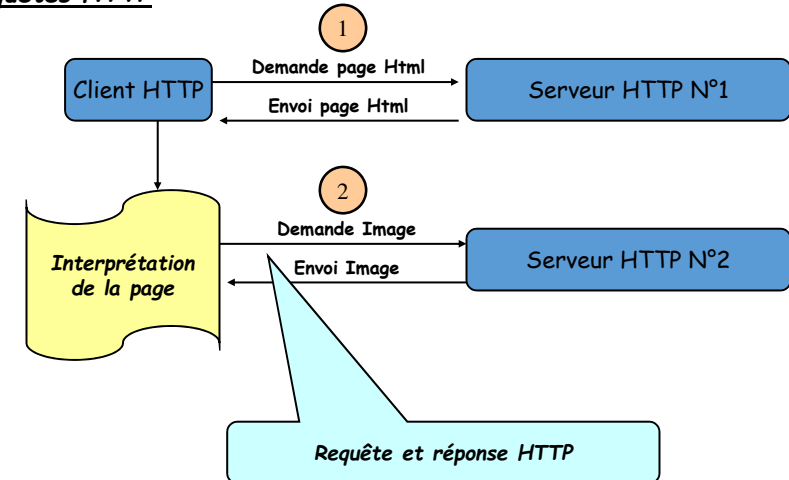 1
Demande page Html
Client HTTP
Serveur HTTP N°1
Envoi page Html
2
Demande Image
Interprétation
de la page
Serveur HTTP N°2
Envoi Image
Requête et réponse HTTP